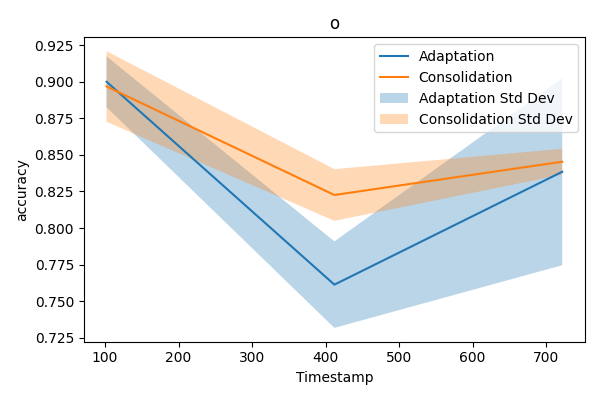 o
0.925
0.900
0.875
0.850
0.825
0.800
0.775
0.750
0.725
accuracy
Adaptation
Consolidation
Adaptation Std Dev
Consolidation Std Dev
100 200 300 400 500 600 700
Timestamp